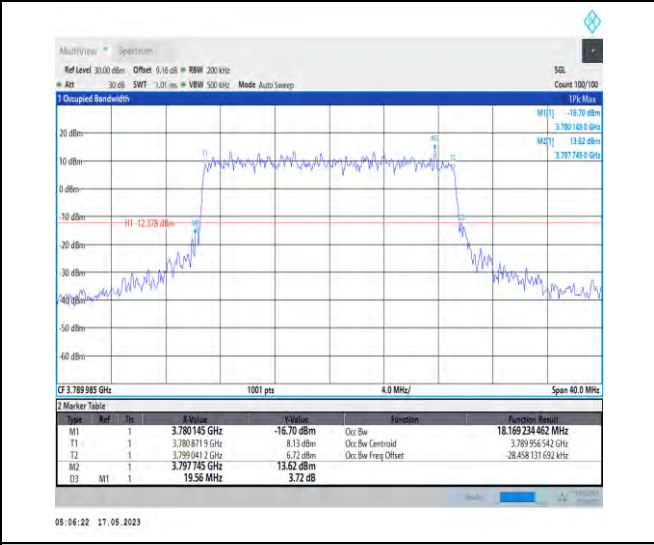 MultiView Spectrum
Ref Level 30.00 dBm Offset 9.16 dB RBW 200 kHz SGL
Att 30 dB SWT 1.01 ms VBW 500 kHz Mode Auto Sweep Count 100/100
1 Occupied Bandwidth 1Pk Max
M1[1] -16.70 dBm
3.780 145 0 GHz
M2[1] 13.62 dBm
3.797 745 0 GHz
20 dBm
M2
T1 T2
10 dBm
0 dBm
-10 dBm
H1 -12.378 dBm M1 D3
-20 dBm
-30 dBm
-40 dBm
-50 dBm
-60 dBm
CF 3.789 985 GHz 1001 pts 4.0 MHz/ Span 40.0 MHz
2 Marker Table
Type Ref Trc X-Value Y-Value Function Function Result
M1 1 3.780 145 GHz -16.70 dBm Occ Bw 18.169 234 462 MHz
T1 1 3.780 871 9 GHz 8.13 dBm Occ Bw Centroid 3.789 956 542 GHz
T2 1 3.799 041 2 GHz 6.72 dBm Occ Bw Freq Offset -28.458 131 692 kHz
M2 1 3.797 745 GHz 13.62 dBm
D3 M1 1 19.56 MHz 3.72 dB
05:06:22 17.05.2023